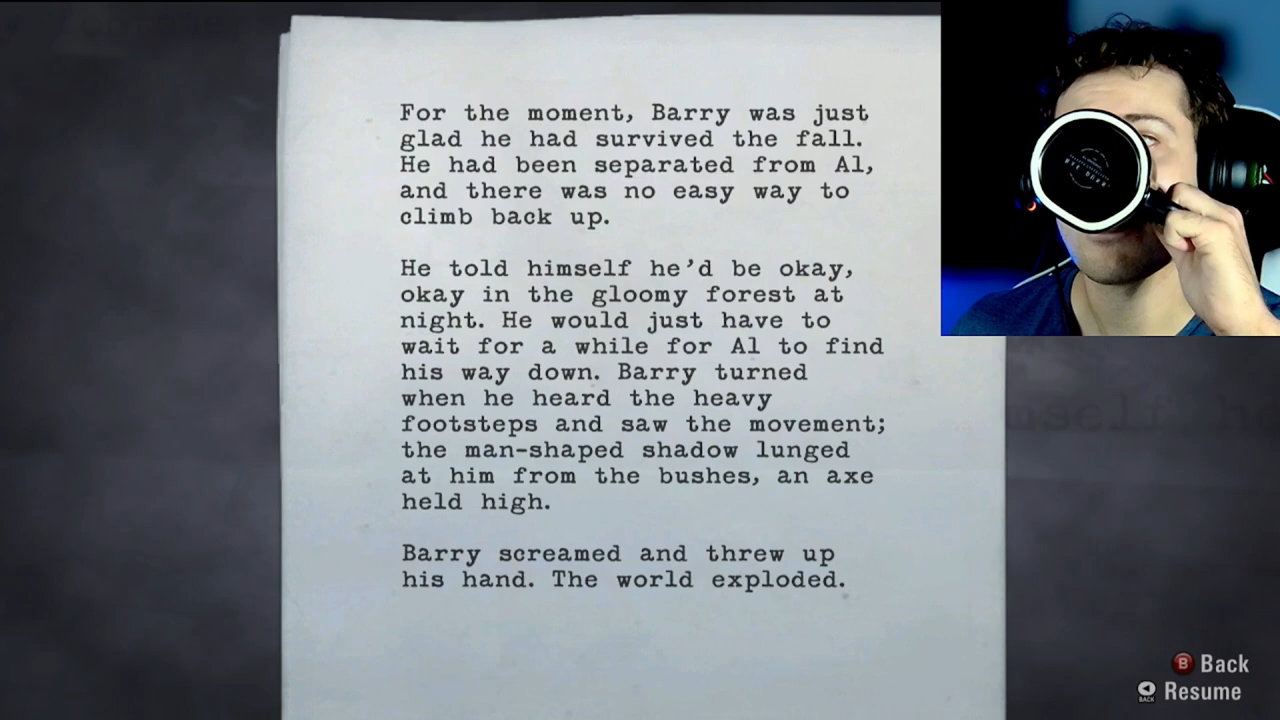 For the moment, Barry was just
glad he had survived the fall.
He had been separated from Al,
and there was no easy way to
climb back up.
He told himself he'd be okay,
okay in the gloomy forest at
night. He would just have to
wait for a while for Al to find
his way down. Barry turned
when he heard the heavy
footsteps and saw the movement;
the man-shaped shadow lunged
at him from the bushes, an axe
held high.
Barry screamed and threw up
his hand. The world exploded.
B Back
BACK Resume